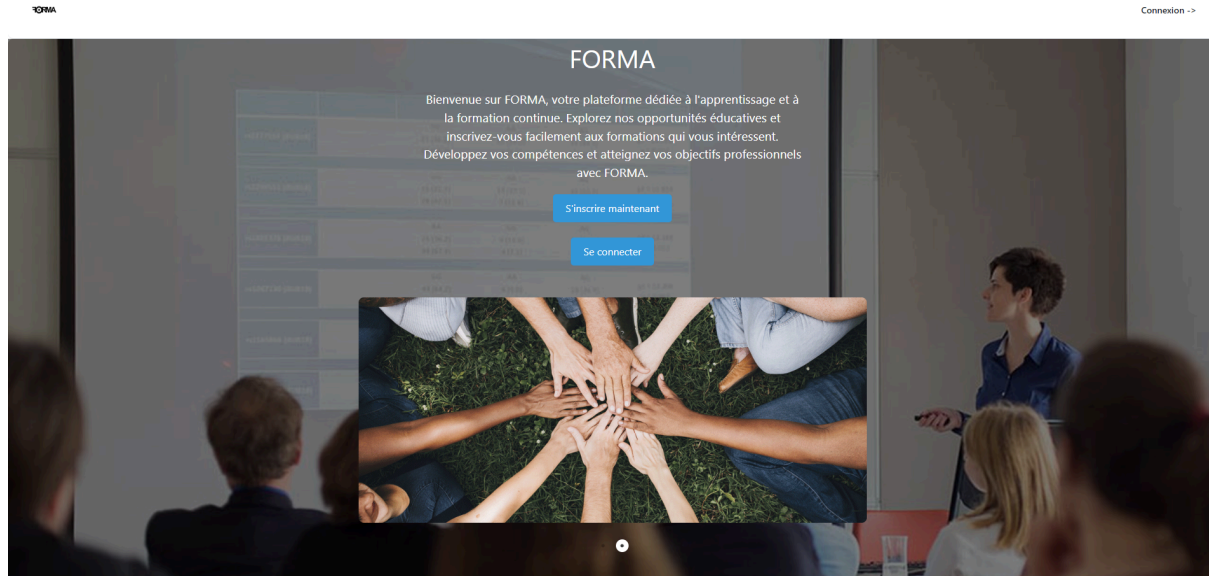 FORMA
Connexion ->
FORMA
Bienvenue sur FORMA, votre plateforme dédiée à l'apprentissage et à
la formation continue. Explorez nos opportunités éducatives et
inscrivez-vous facilement aux formations qui vous intéressent.
Développez vos compétences et atteignez vos objectifs professionnels
avec FORMA.
S'inscrire maintenant
Se connecter